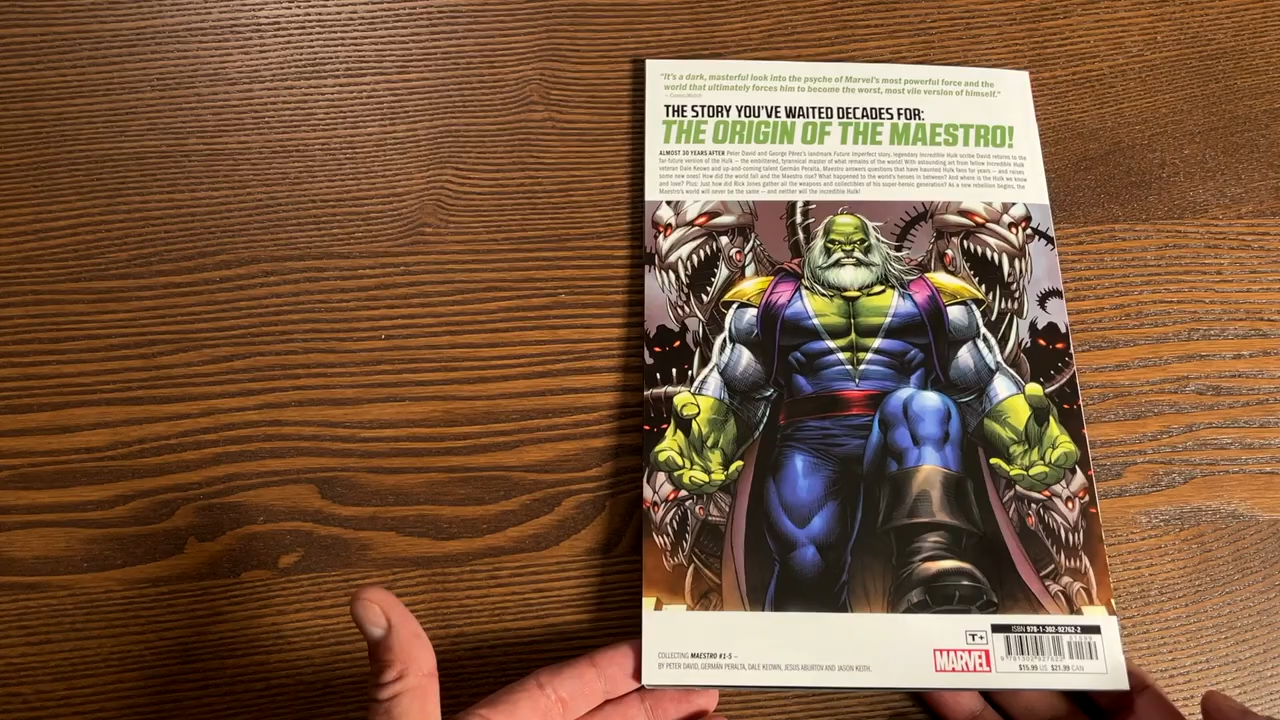 "It's a dark, masterful look into the psyche of Marvel's most powerful force and the
world that ultimately forces him to become the worst, most vile version of himself."
— Comic Watch
THE STORY YOU'VE WAITED DECADES FOR:
THE ORIGIN OF THE MAESTRO!
ALMOST 30 YEARS AFTER Peter David and George Pérez's landmark Future Imperfect story, legendary Incredible Hulk scribe David returns to the
far-future version of the Hulk — the embittered, tyrannical master of what remains of the world! With astounding art from fellow Incredible Hulk
veteran Dale Keown and up-and-coming talent Germán Peralta, Maestro answers questions that have haunted Hulk fans for years — and raises
some new ones! How did the world fall and the Maestro rise? What happened to the world's heroes in between? And where is the Hulk we know
and love? Plus: Just how did Rick Jones gather all the weapons and collectibles of his super-heroic generation? As a new rebellion begins, the
Maestro's world will never be the same — and neither will the incredible Hulk!
COLLECTING MAESTRO #1-5 —
BY PETER DAVID, GERMÁN PERALTA, DALE KEOWN, JESUS ABURTOV AND JASON KEITH.
T+
MARVEL
ISBN 978-1-302-92762-2
51599
9 781302 927622
$15.99 US $21.99 CAN